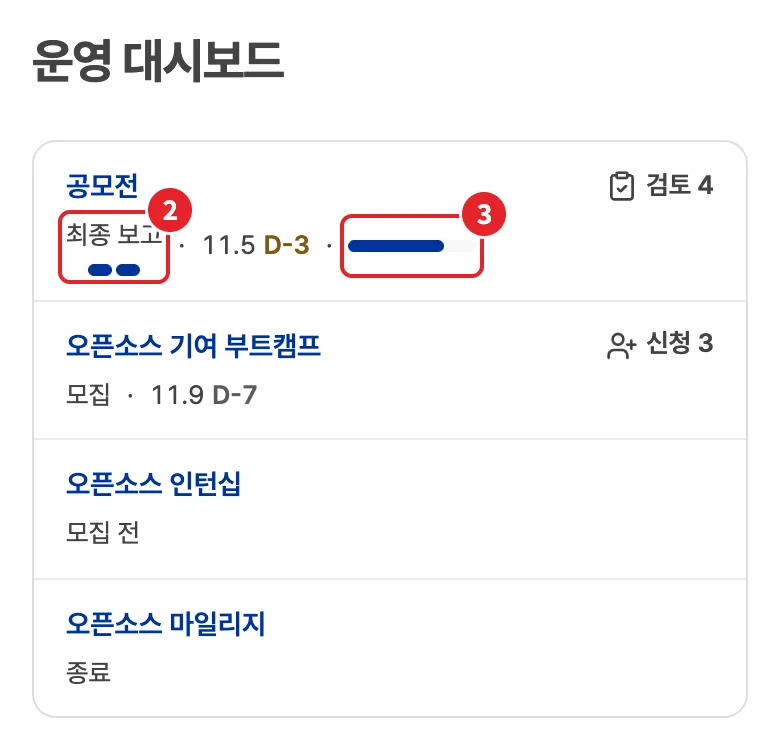 운영 대시보드
공모전
검토 4
2
3
최종 보고 · 11.5 D-3 ·
오픈소스 기여 부트캠프
신청 3
모집 · 11.9 D-7
오픈소스 인턴십
모집 전
오픈소스 마일리지
종료